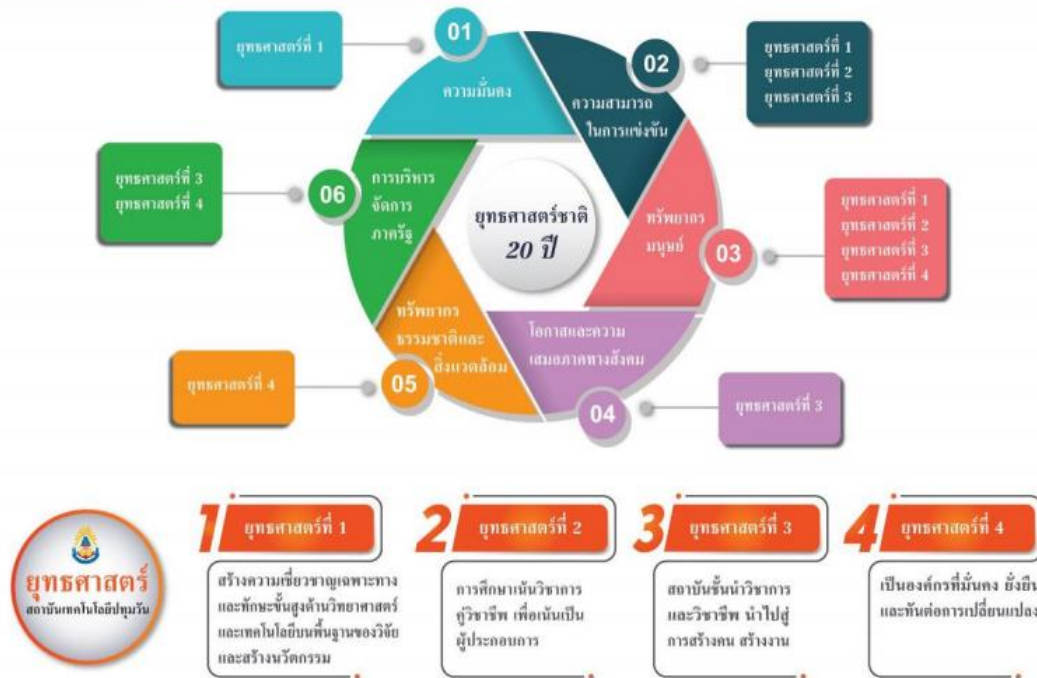 01
ยุทธศาสตร์ที่ 1
ความมั่นคง
02
ยุทธศาสตร์ที่ 1
ยุทธศาสตร์ที่ 2
ยุทธศาสตร์ที่ 3
ความสามารถ
ในการแข่งขัน
06
ยุทธศาสตร์ที่ 3
ยุทธศาสตร์ที่ 4
การบริหาร
จัดการ
ภาครัฐ
ยุทธศาสตร์ชาติ
20 ปี
ทรัพยากร
มนุษย์
03
ยุทธศาสตร์ที่ 1
ยุทธศาสตร์ที่ 2
ยุทธศาสตร์ที่ 3
ยุทธศาสตร์ที่ 4
ทรัพยากร
ธรรมชาติและ
สิ่งแวดล้อม
05
ยุทธศาสตร์ที่ 4
โอกาสและความ
เสมอภาคทางสังคม
04
ยุทธศาสตร์ที่ 3
ยุทธศาสตร์
สถาบันเทคโนโลยีปทุมวัน
1 ยุทธศาสตร์ที่ 1
สร้างความเชี่ยวชาญเฉพาะทาง
และทักษะขั้นสูงด้านวิทยาศาสตร์
และเทคโนโลยีบนพื้นฐานของวิจัย
และสร้างนวัตกรรม
2 ยุทธศาสตร์ที่ 2
การศึกษาเน้นวิชาการ
คู่วิชาชีพ เพื่อเน้นเป็น
ผู้ประกอบการ
3 ยุทธศาสตร์ที่ 3
สถาบันชั้นนำวิชาการ
และวิชาชีพ นำไปสู่
การสร้างคน สร้างงาน
4 ยุทธศาสตร์ที่ 4
เป็นองค์กรที่มั่นคง ยั่งยืน
และทันต่อการเปลี่ยนแปลง